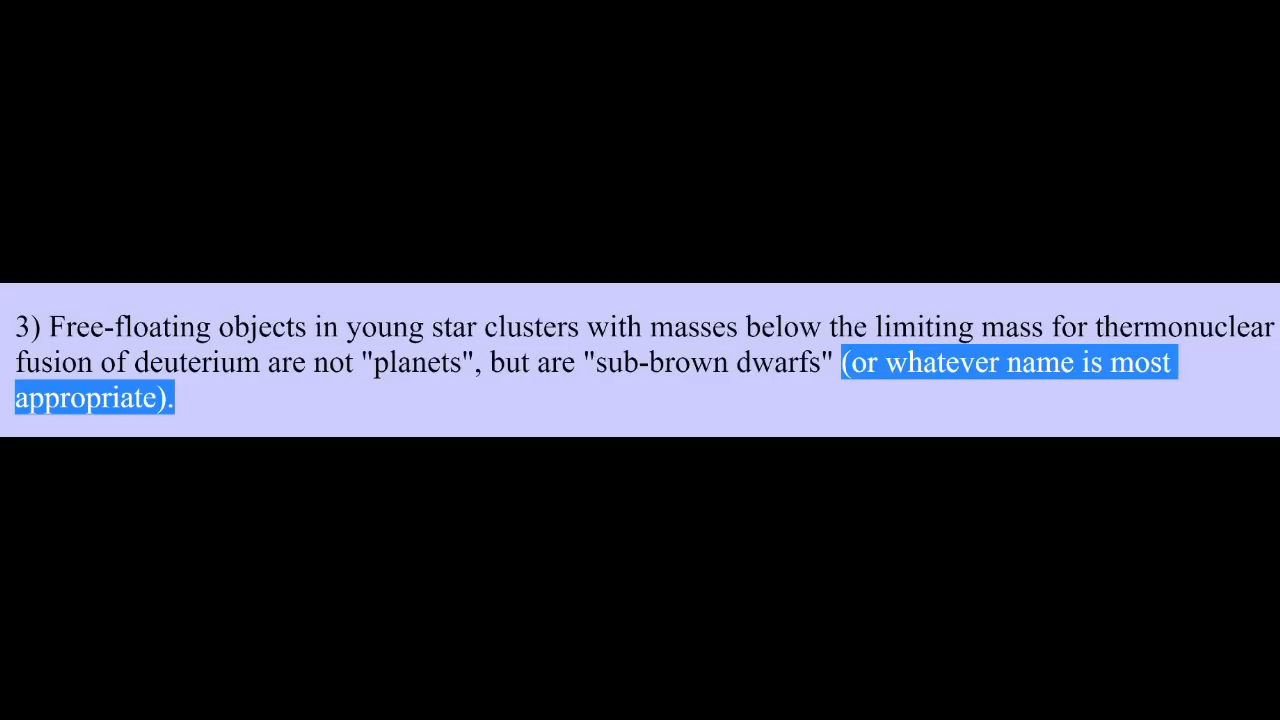 3) Free-floating objects in young star clusters with masses below the limiting mass for thermonuclear
fusion of deuterium are not "planets", but are "sub-brown dwarfs" (or whatever name is most
appropriate).